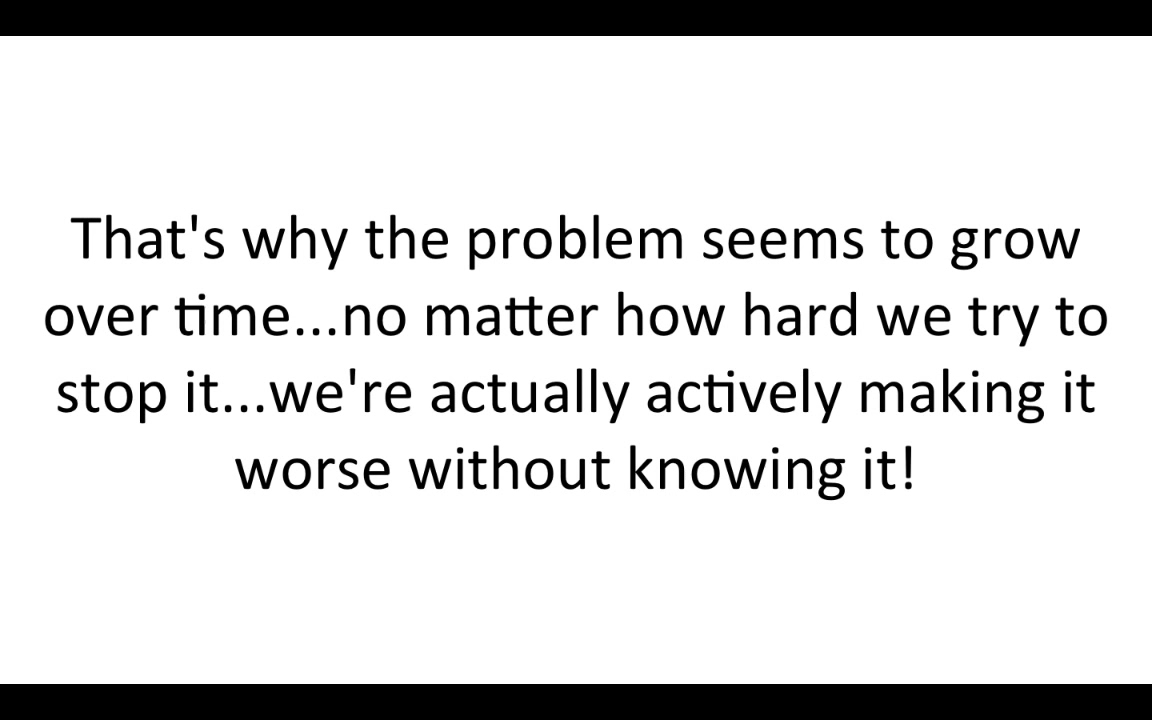 That's why the problem seems to grow
over time...no matter how hard we try to
stop it...we're actually actively making it
worse without knowing it!